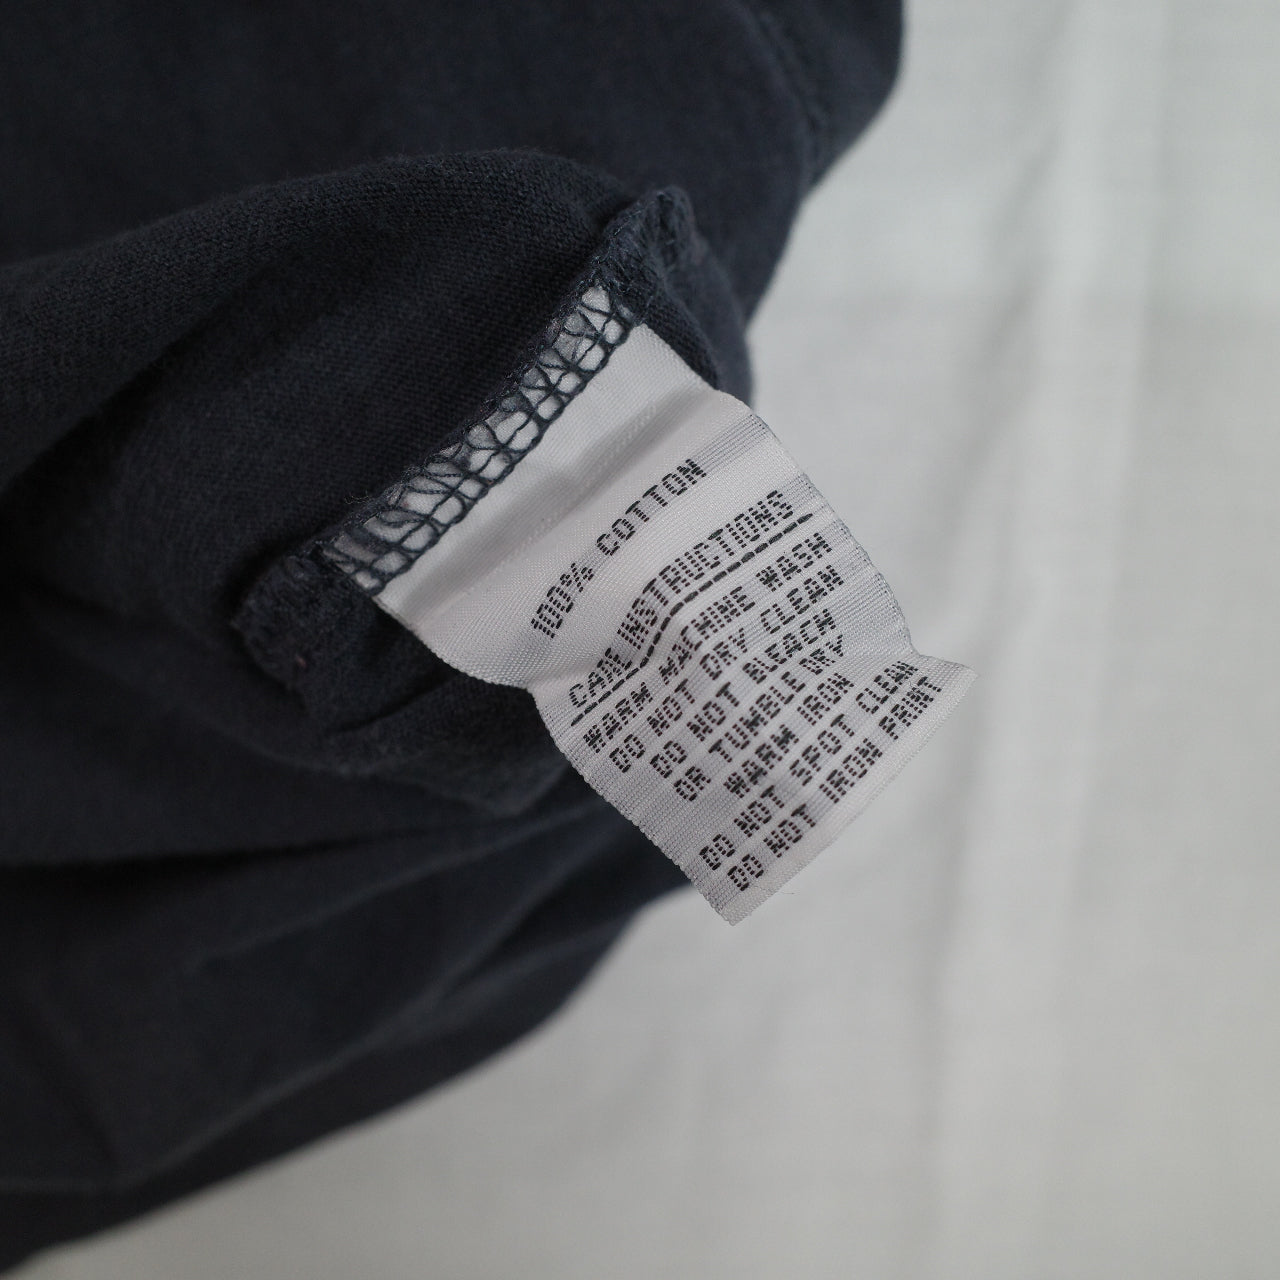 100% COTTON
CARE INSTRUCTIONS
WARM MACHINE WASH
DO NOT DRY CLEAN
DO NOT BLEACH
OR TUMBLE DRY
WARM IRON
DO NOT SPOT CLEAN
DO NOT IRON PRINT